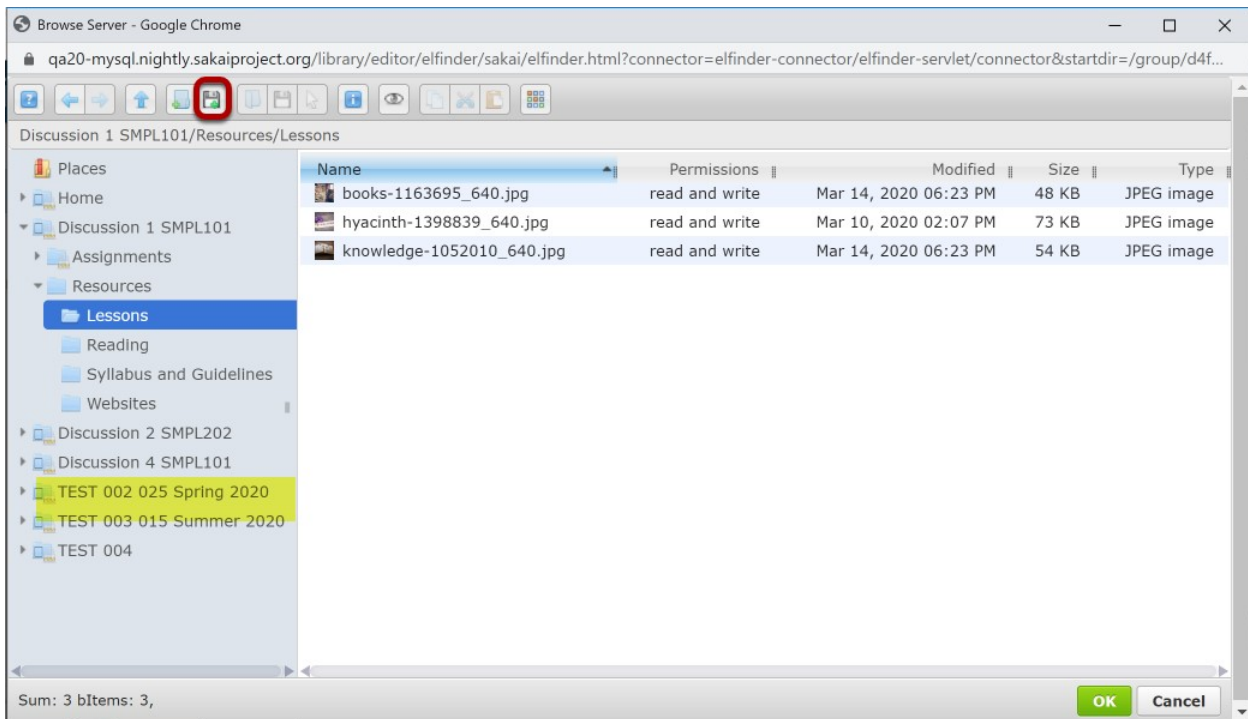 Browse Server - Google Chrome
qa20-mysql.nightly.sakaiproject.org/library/editor/elfinder/sakai/elfinder.html?connector=elfinder-connector/elfinder-servlet/connector&startdir=/group/d4f...
Discussion 1 SMPL101/Resources/Lessons
Places
Home
Discussion 1 SMPL101
Assignments
Resources
Lessons
Reading
Syllabus and Guidelines
Websites
Discussion 2 SMPL202
Discussion 4 SMPL101
TEST 002 025 Spring 2020
TEST 003 015 Summer 2020
TEST 004
Name Permissions Modified Size Type
books-1163695_640.jpg read and write Mar 14, 2020 06:23 PM 48 KB JPEG image
hyacinth-1398839_640.jpg read and write Mar 10, 2020 02:07 PM 73 KB JPEG image
knowledge-1052010_640.jpg read and write Mar 14, 2020 06:23 PM 54 KB JPEG image
Sum: 3 bItems: 3,
OK Cancel